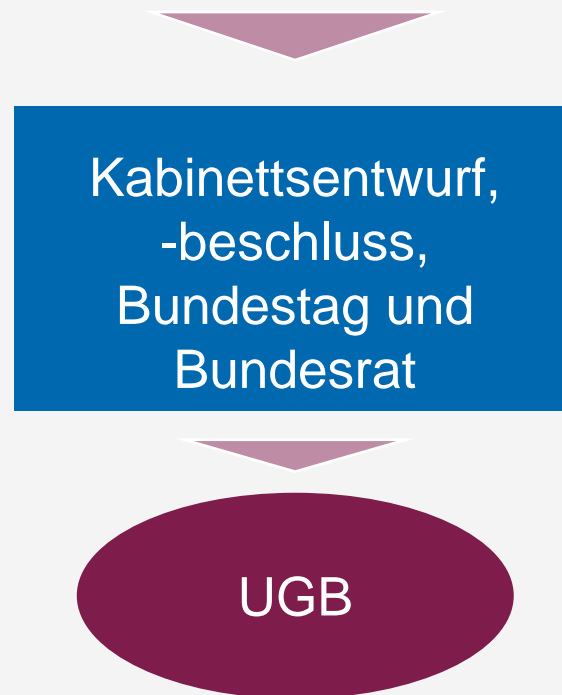 Kabinettsentwurf,
-beschluss,
Bundestag und
Bundesrat
UGB